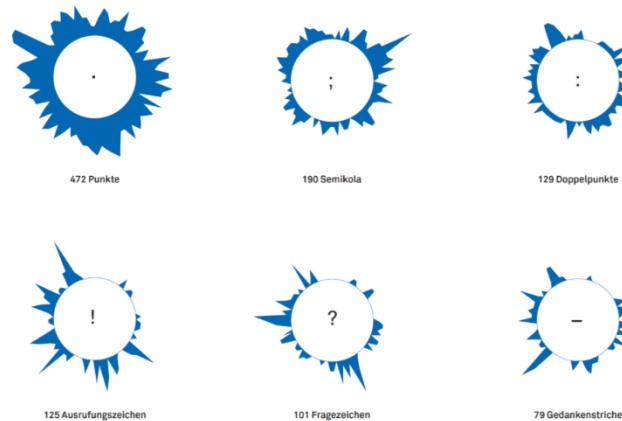 .
;
:
472 Punkte
190 Semikola
129 Doppelpunkte
!
?
–
125 Ausrufungszeichen
101 Fragezeichen
79 Gedankenstriche